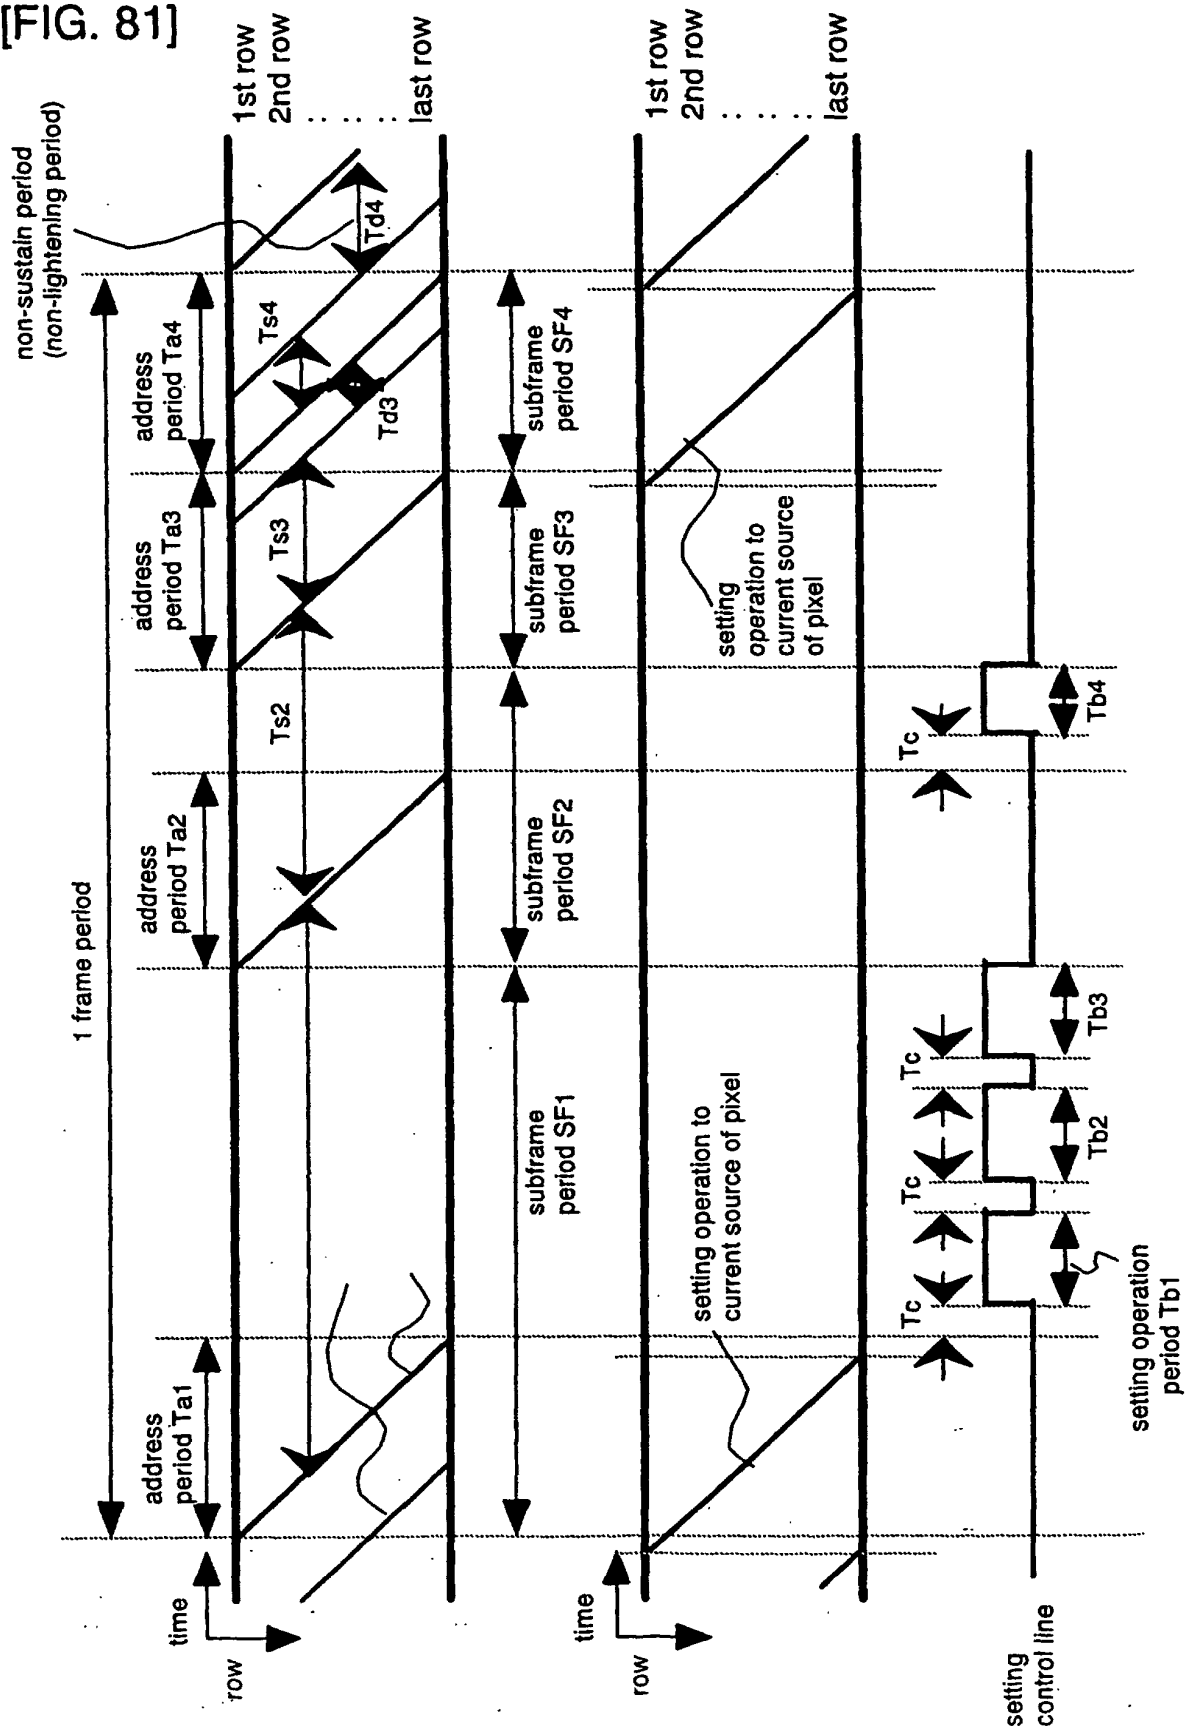 [FIG. 81]
non-sustain period
(non-lightening period)
1 frame period
address
period Ta1
address
period Ta2
address
period Ta3
address
period Ta4
time
row
1st row
2nd row
last row
Ts2
Ts3
Ts4
Td3
Td4
subframe
period SF1
subframe
period SF2
subframe
period SF3
subframe
period SF4
time
row
1st row
2nd row
last row
setting operation to
current source of pixel
setting
operation to
current source
of pixel
setting
control line
Tc
Tc
Tc
Tc
setting operation
period Tb1
Tb2
Tb3
Tb4